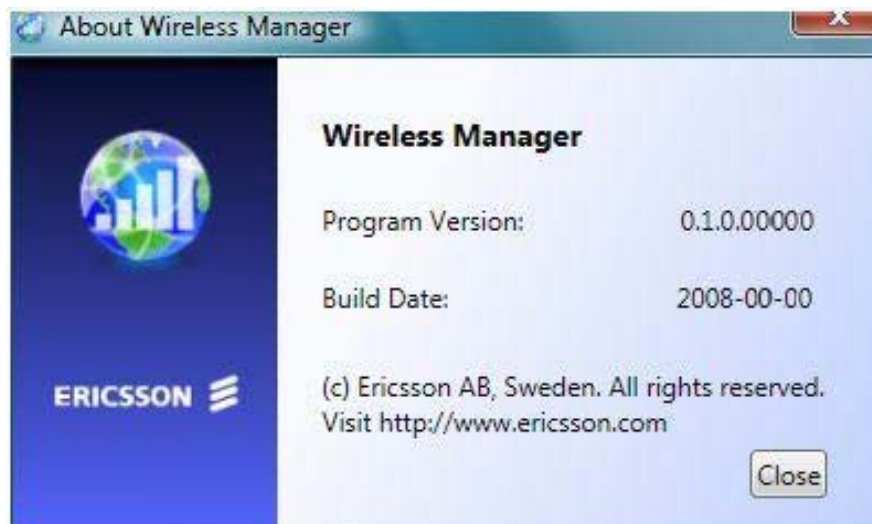 About Wireless Manager
Wireless Manager
Program Version: 0.1.0.00000
Build Date: 2008-00-00
ERICSSON
(c) Ericsson AB, Sweden. All rights reserved.
Visit http://www.ericsson.com
Close